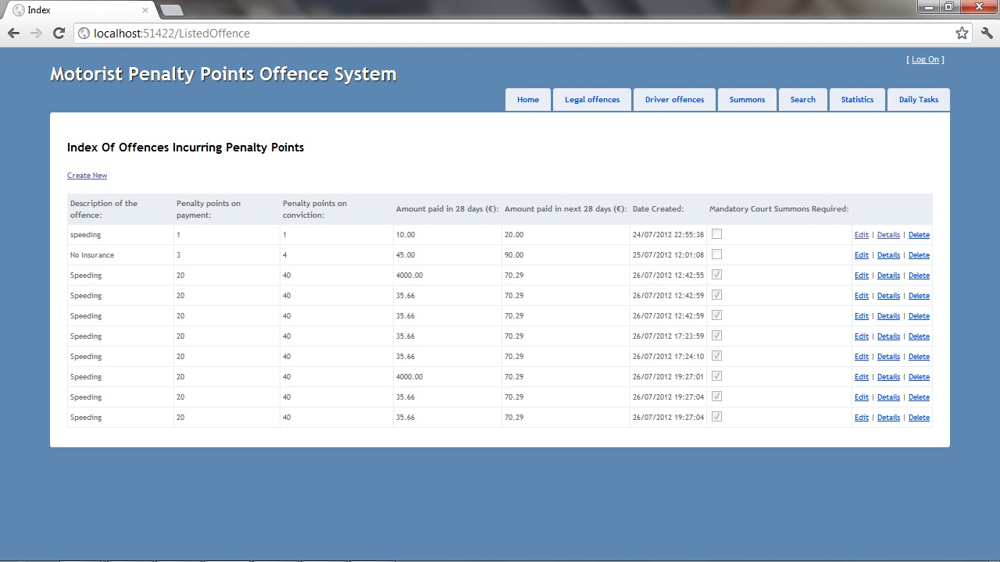 Index
localhost:51422/ListedOffence
[ Log On ]
Motorist Penalty Points Offence System
Home Legal offences Driver offences Summons Search Statistics Daily Tasks
Index Of Offences Incurring Penalty Points
Create New
Description of the offence: Penalty points on payment: Penalty points on conviction: Amount paid in 28 days (€): Amount paid in next 28 days (€): Date Created: Mandatory Court Summons Required:
speeding 1 1 10.00 20.00 24/07/2012 22:55:38 Edit | Details | Delete
No Insurance 3 4 45.00 90.00 25/07/2012 12:01:08 Edit | Details | Delete
Speeding 20 40 4000.00 70.29 26/07/2012 12:42:55 Edit | Details | Delete
Speeding 20 40 35.66 70.29 26/07/2012 12:42:59 Edit | Details | Delete
Speeding 20 40 35.66 70.29 26/07/2012 12:42:59 Edit | Details | Delete
Speeding 20 40 35.66 70.29 26/07/2012 17:23:59 Edit | Details | Delete
Speeding 20 40 35.66 70.29 26/07/2012 17:24:10 Edit | Details | Delete
Speeding 20 40 4000.00 70.29 26/07/2012 19:27:01 Edit | Details | Delete
Speeding 20 40 35.66 70.29 26/07/2012 19:27:04 Edit | Details | Delete
Speeding 20 40 35.66 70.29 26/07/2012 19:27:04 Edit | Details | Delete